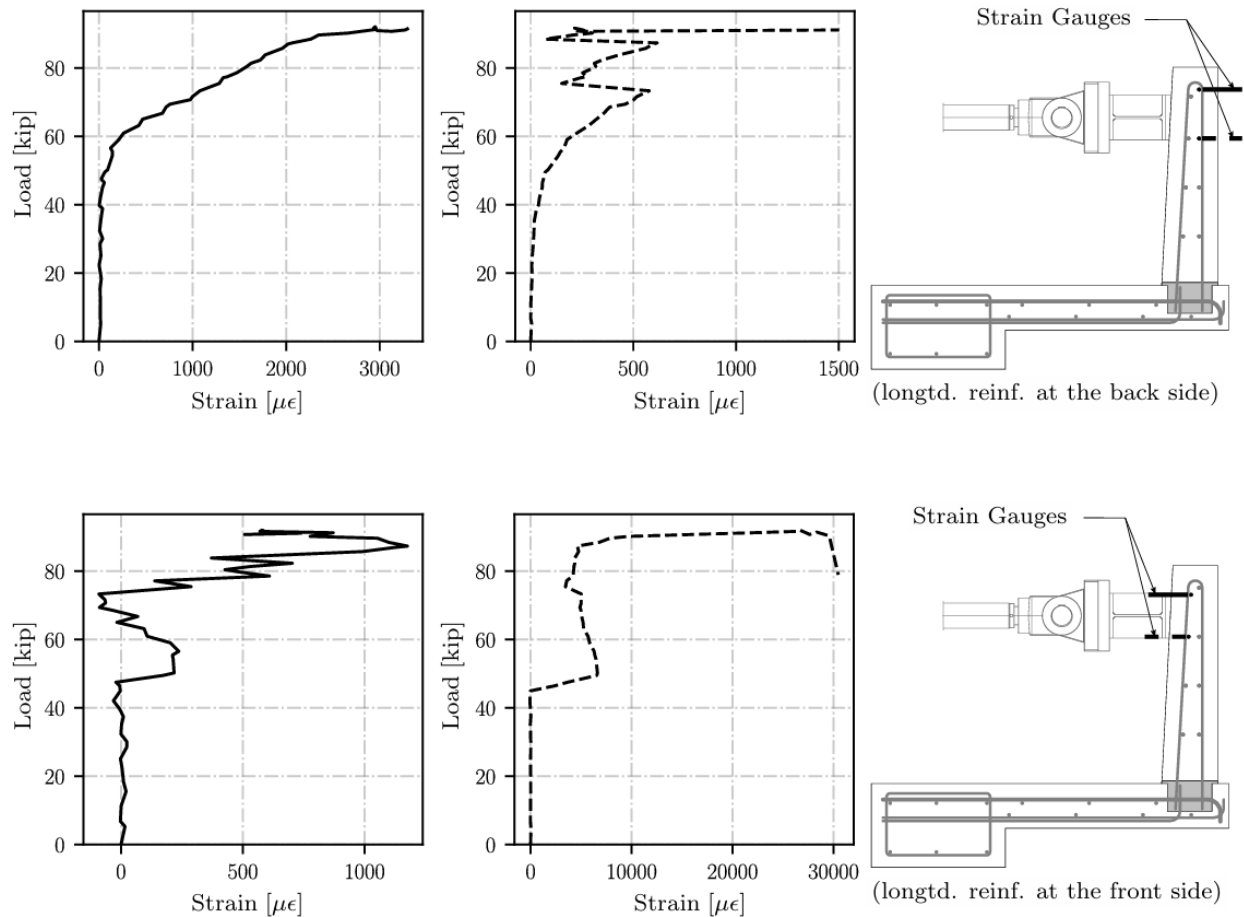 Load [kip]
80
60
40
20
0
0 1000 2000 3000
Strain [με]
Load [kip]
80
60
40
20
0
0 500 1000 1500
Strain [με]
Strain Gauges
(longtd. reinf. at the back side)
Load [kip]
80
60
40
20
0
0 500 1000
Strain [με]
Load [kip]
80
60
40
20
0
0 10000 20000 30000
Strain [με]
Strain Gauges
(longtd. reinf. at the front side)